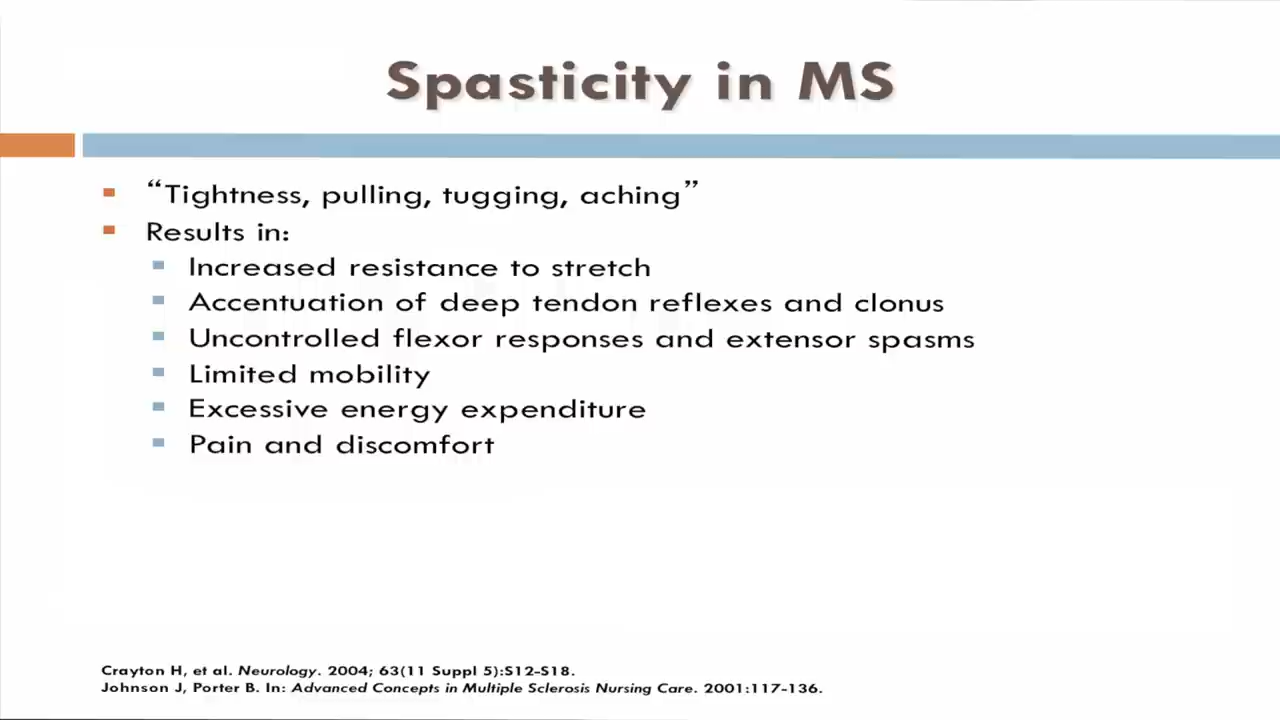 Spasticity in MS
“Tightness, pulling, tugging, aching”
Results in:
Increased resistance to stretch
Accentuation of deep tendon reflexes and clonus
Uncontrolled flexor responses and extensor spasms
Limited mobility
Excessive energy expenditure
Pain and discomfort
Crayton H, et al. Neurology. 2004; 63(11 Suppl 5):S12-S18.
Johnson J, Porter B. In: Advanced Concepts in Multiple Sclerosis Nursing Care. 2001:117-136.